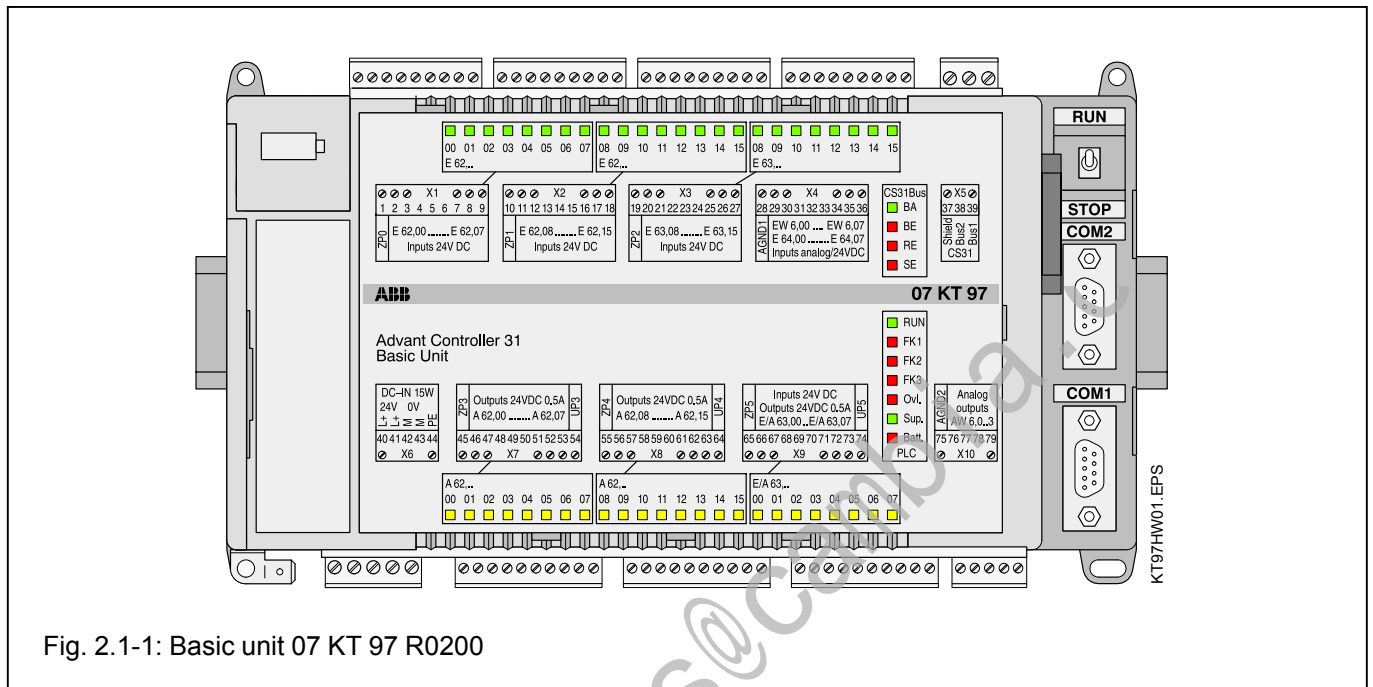 RUN
STOP
COM2
COM1
00 01 02 03 04 05 06 07
E 62,..
08 09 10 11 12 13 14 15
E 62,..
08 09 10 11 12 13 14 15
E 63,..
X1
1 2 3 4 5 6 7 8 9
ZP0
E 62,00 ....... E 62,07
Inputs 24V DC
X2
10 11 12 13 14 15 16 17 18
ZP1
E 62,08 ....... E 62,15
Inputs 24V DC
X3
19 20 21 22 23 24 25 26 27
ZP2
E 63,08 ....... E 63,15
Inputs 24V DC
X4
28 29 30 31 32 33 34 35 36
AGND1
EW 6,00 .... EW 6,07
E 64,00 ...... E 64,07
Inputs analog/24VDC
CS31Bus
BA
BE
RE
SE
X5
37 38 39
Shield
Bus2
Bus1
CS31
ABB
07 KT 97
Advant Controller 31
Basic Unit
RUN
FK1
FK2
FK3
Ovl.
Sup.
Batt.
PLC
DC–IN 15W
24V 0V
L+
L+
M
M
PE
40 41 42 43 44
X6
ZP3
Outputs 24VDC 0.5A
A 62,00 ....... A 62,07
UP3
45 46 47 48 49 50 51 52 53 54
X7
ZP4
Outputs 24VDC 0.5A
A 62,08 ....... A 62,15
UP4
55 56 57 58 59 60 61 62 63 64
X8
ZP5
Inputs 24V DC
Outputs 24VDC 0.5A
E/A 63,00...E/A 63,07
UP5
65 66 67 68 69 70 71 72 73 74
X9
AGND2
Analog
outputs
AW 6,0..3
75 76 77 78 79
X10
A 62,..
00 01 02 03 04 05 06 07
A 62,..
08 09 10 11 12 13 14 15
E/A 63,..
00 01 02 03 04 05 06 07
KT97HW01.EPS
Fig. 2.1-1: Basic unit 07 KT 97 R0200